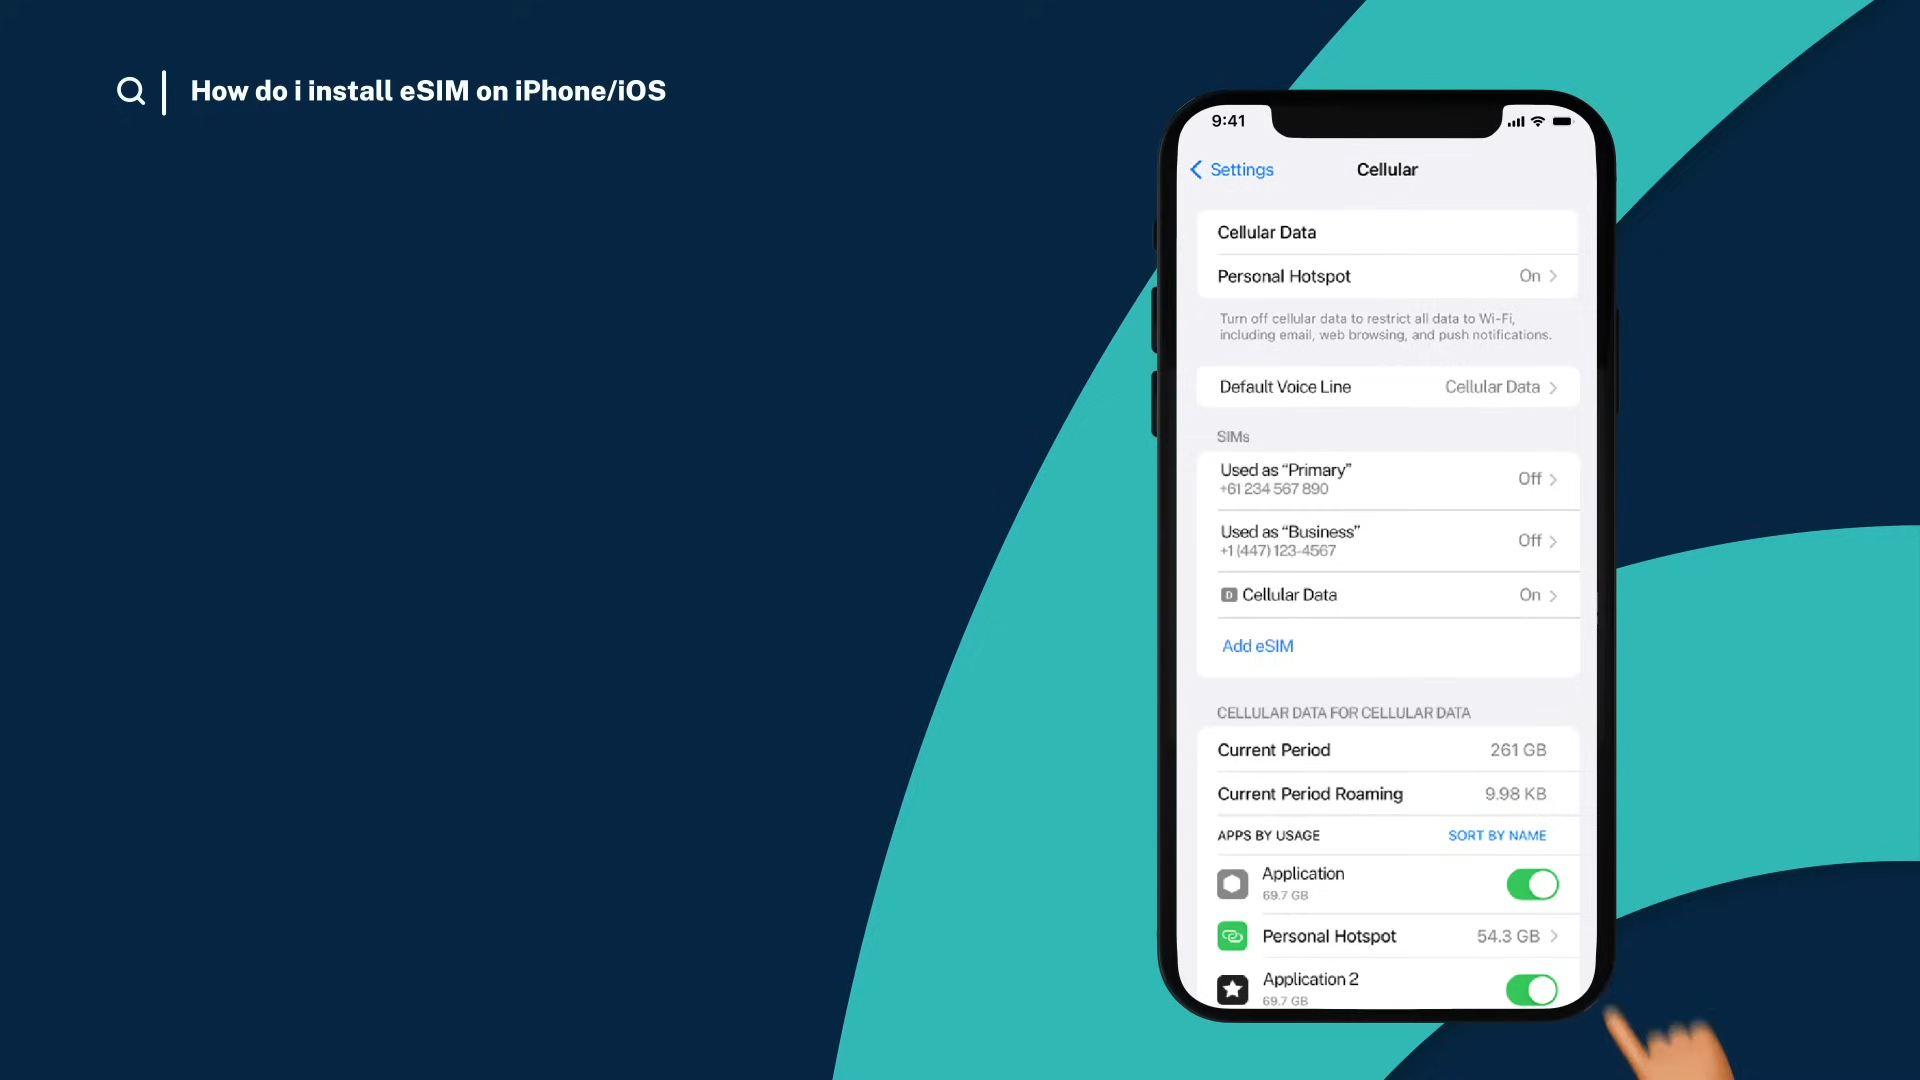 How do i install eSIM on iPhone/iOS
9:41
Settings
Cellular
Cellular Data
Personal Hotspot On
Turn off cellular data to restrict all data to Wi-Fi,
including email, web browsing, and push notifications.
Default Voice Line Cellular Data
SIMs
Used as “Primary” Off
+61 234 567 890
Used as “Business” Off
+1 (447) 123-4567
D Cellular Data On
Add eSIM
CELLULAR DATA FOR CELLULAR DATA
Current Period 261 GB
Current Period Roaming 9.98 KB
APPS BY USAGE SORT BY NAME
Application
69.7 GB
Personal Hotspot 54.3 GB
Application 2
69.7 GB